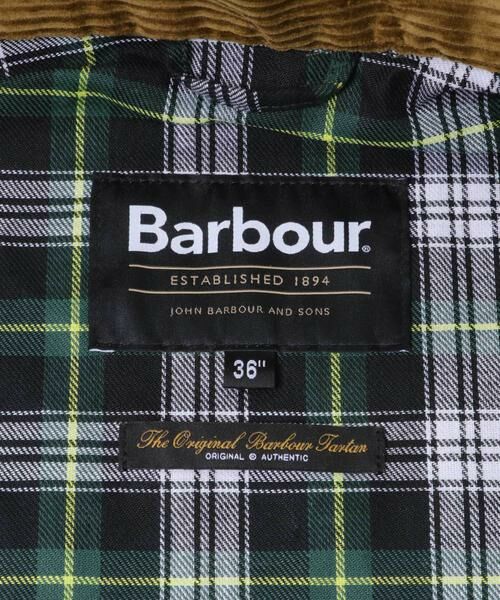 Barbour®
ESTABLISHED 1894
JOHN BARBOUR AND SONS
36"
The Original Barbour Tartan
ORIGINAL ® AUTHENTIC